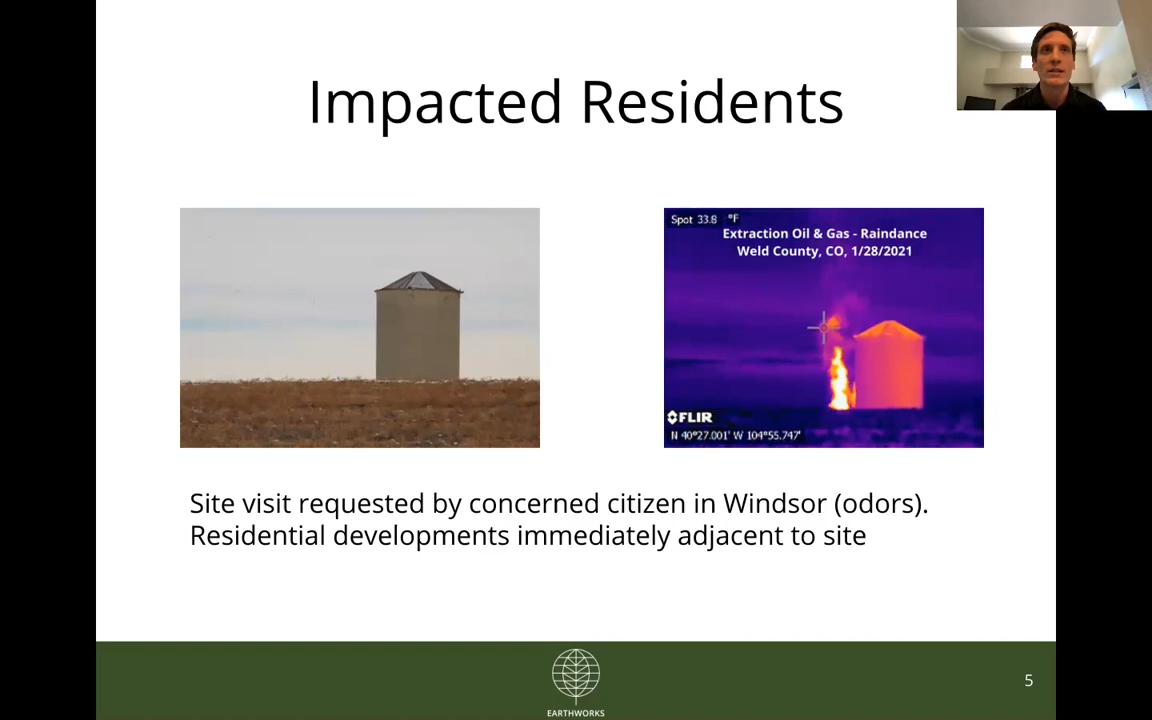 Impacted Residents
Spot 33.8 °F
Extraction Oil & Gas - Raindance
Weld County, CO, 1/28/2021
FLIR
N 40°27.001' W 104°55.747'
Site visit requested by concerned citizen in Windsor (odors).
Residential developments immediately adjacent to site
EARTHWORKS
5